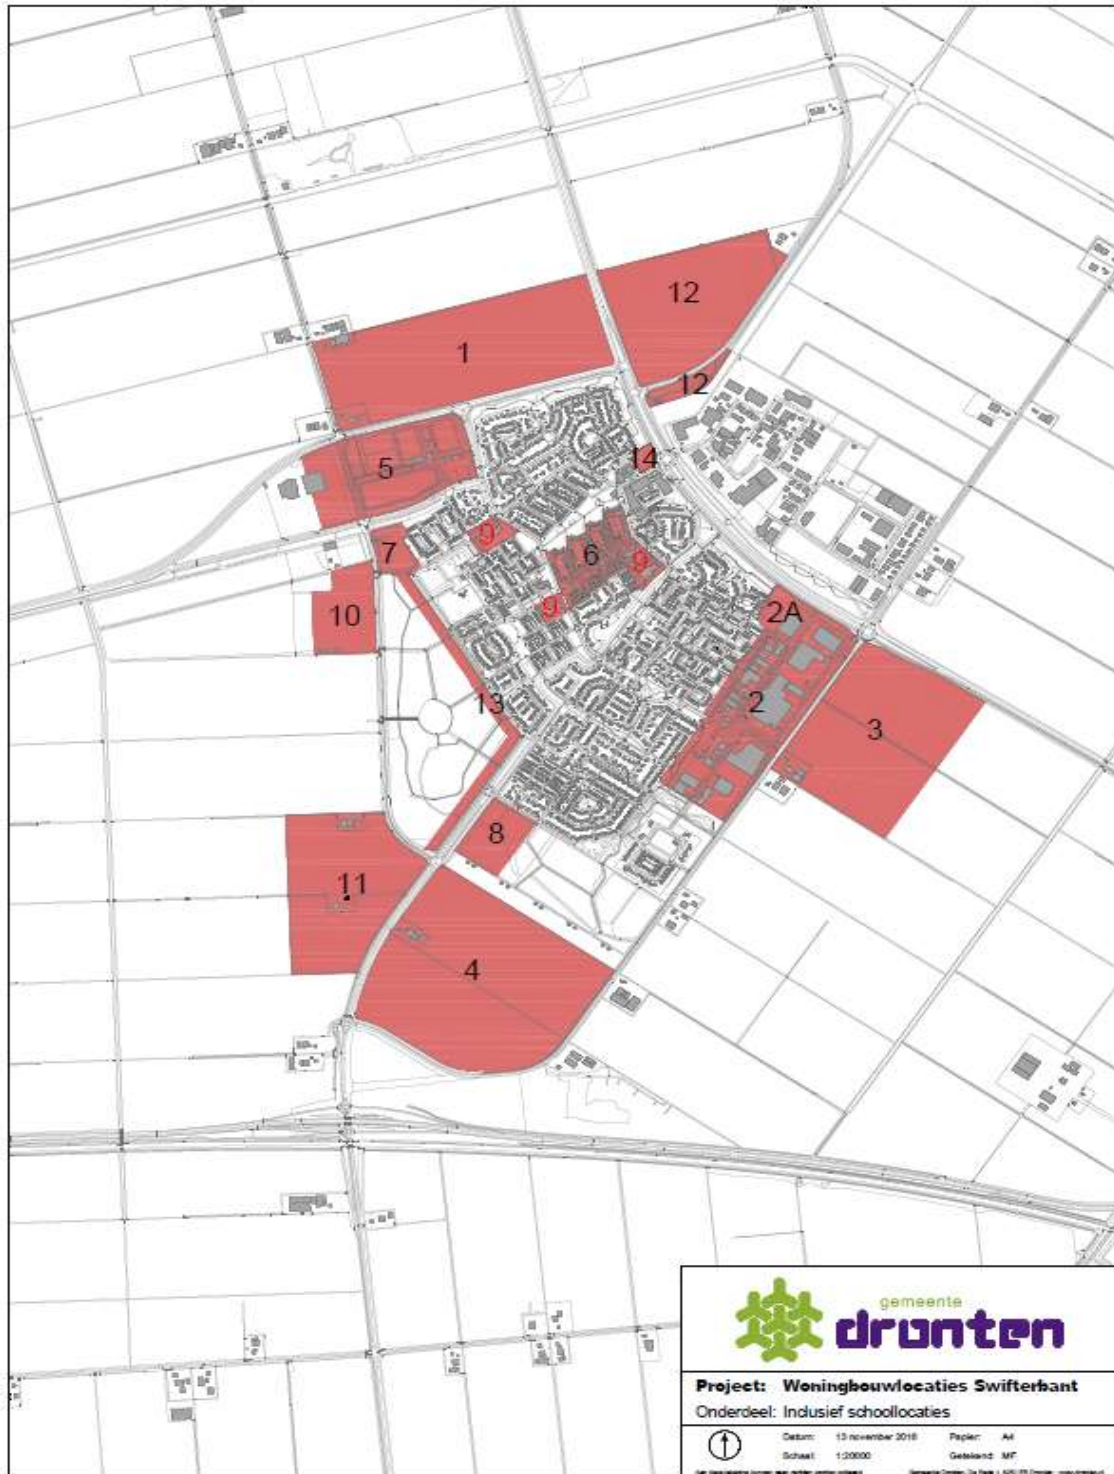 12
1
12
14
5
9
7
6
9
10
9
2A
13
2
3
8
11
4
gemeente
dronten
Project: Woningbouwlocaties Swifterbant
Onderdeel: Inclusief schoollocaties
Datum: 13 november 2018 Papier: A4
Schaal: 1:20000 Getekend: MF